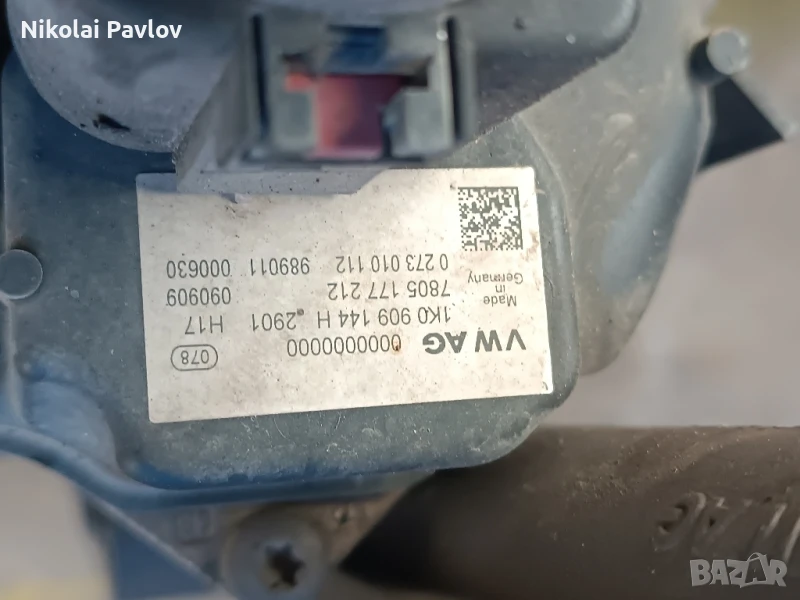 Nikolai Pavlov
VW AG 0000000000 078
1K0 909 144 H 2901 H17
7805 177 212 090909
0 273 010 112 989011 000630
Made
in
Germany
BAZAR